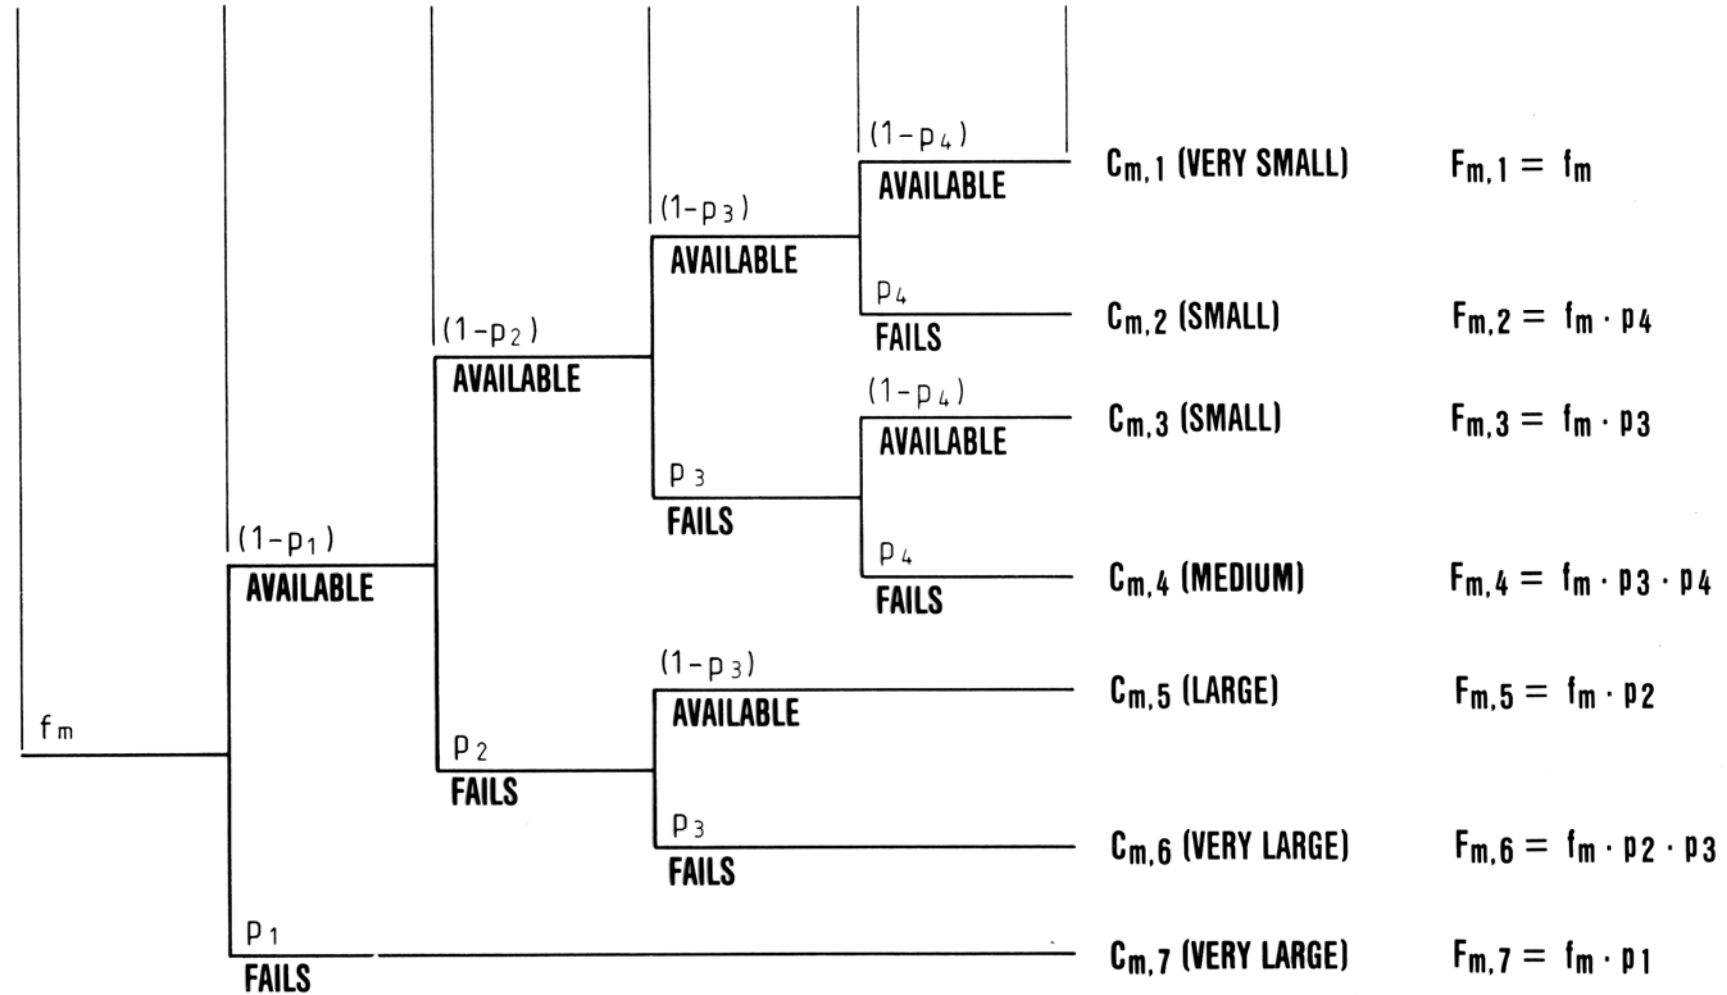 (1-p4)
AVAILABLE
Cm,1 (VERY SMALL) Fm,1 = fm
(1-p3)
AVAILABLE
p4
FAILS
Cm,2 (SMALL) Fm,2 = fm · p4
(1-p2)
AVAILABLE
(1-p4)
AVAILABLE
Cm,3 (SMALL) Fm,3 = fm · p3
p3
FAILS
(1-p1)
AVAILABLE
p4
FAILS
Cm,4 (MEDIUM) Fm,4 = fm · p3 · p4
(1-p3)
AVAILABLE
Cm,5 (LARGE) Fm,5 = fm · p2
fm
p2
FAILS
p3
FAILS
Cm,6 (VERY LARGE) Fm,6 = fm · p2 · p3
p1
FAILS
Cm,7 (VERY LARGE) Fm,7 = fm · p1